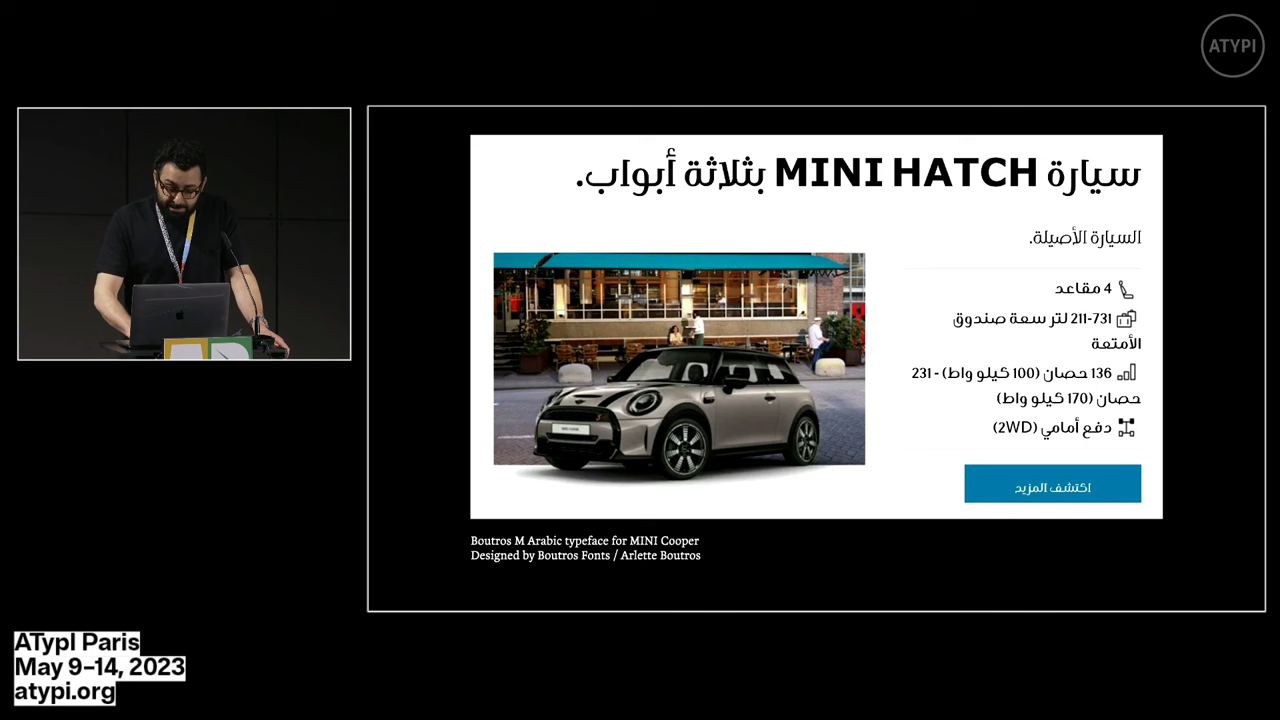 ATYPI
سيارة MINI HATCH بثلاثة أبواب.
السيارة الأصيلة.
4 مقاعد
211-731 لتر سعة صندوق
الأمتعة
136 حصان (100 كيلو واط) - 231
حصان (170 كيلو واط)
دفع أمامي (2WD)
اكتشف المزيد
Boutros M Arabic typeface for MINI Cooper
Designed by Boutros Fonts / Arlette Boutros
ATypI Paris
May 9–14, 2023
atypi.org